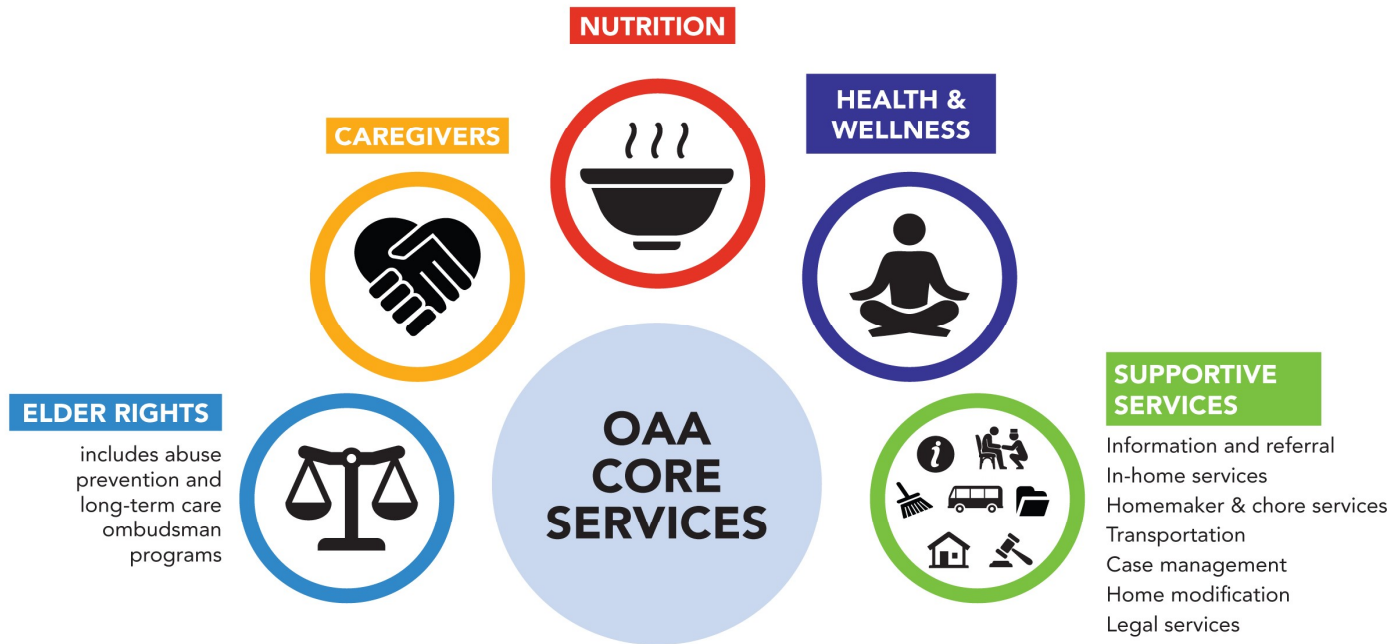 NUTRITION
HEALTH &
WELLNESS
CAREGIVERS
ELDER RIGHTS
includes abuse
prevention and
long-term care
ombudsman
programs
OAA
CORE
SERVICES
SUPPORTIVE
SERVICES
Information and referral
In-home services
Homemaker & chore services
Transportation
Case management
Home modification
Legal services